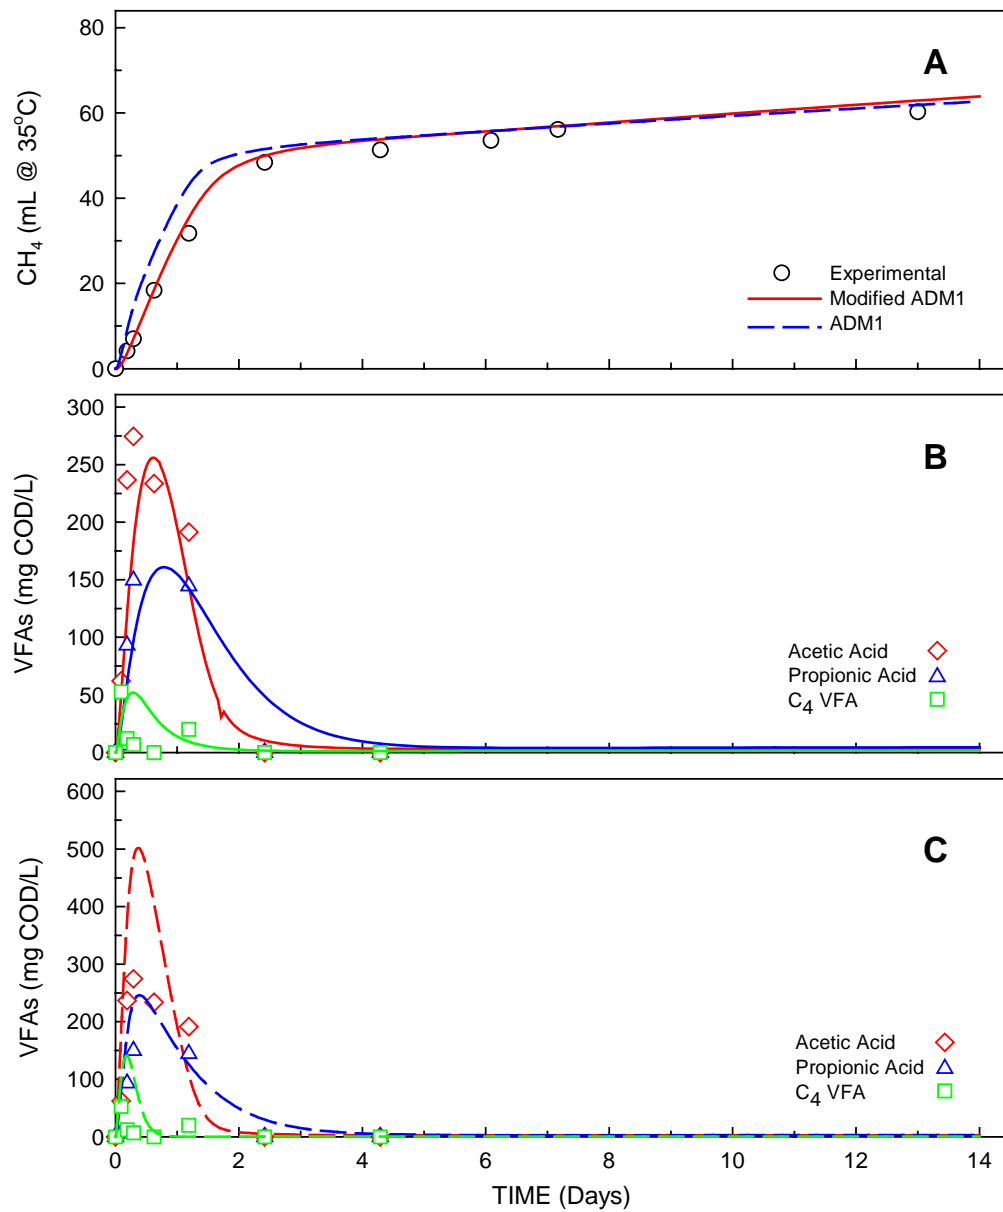 A
80
60
40
20
0
CH₄ (mL @ 35°C)
Experimental
Modified ADM1
ADM1
B
300
250
200
150
100
50
0
VFAs (mg COD/L)
Acetic Acid
Propionic Acid
C₄ VFA
C
600
500
400
300
200
100
0
VFAs (mg COD/L)
Acetic Acid
Propionic Acid
C₄ VFA
0 2 4 6 8 10 12 14
TIME (Days)